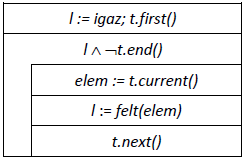 l := igaz; t.first()
l ∧ ¬t.end()
elem := t.current()
l := felt(elem)
t.next()